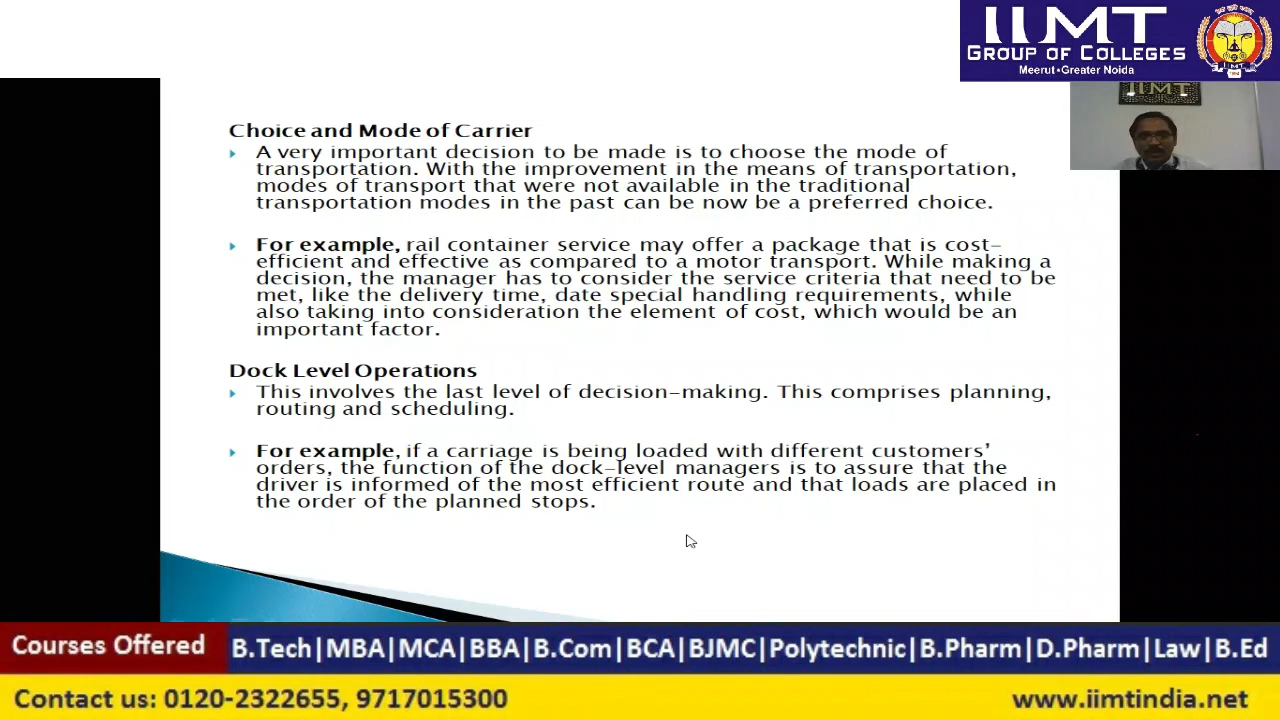 IIMT
GROUP OF COLLEGES
Meerut•Greater Noida
IIMT
Choice and Mode of Carrier
A very important decision to be made is to choose the mode of
transportation. With the improvement in the means of transportation,
modes of transport that were not available in the traditional
transportation modes in the past can be now be a preferred choice.
For example, rail container service may offer a package that is cost-
efficient and effective as compared to a motor transport. While making a
decision, the manager has to consider the service criteria that need to be
met, like the delivery time, date special handling requirements, while
also taking into consideration the element of cost, which would be an
important factor.
Dock Level Operations
This involves the last level of decision-making. This comprises planning,
routing and scheduling.
For example, if a carriage is being loaded with different customers’
orders, the function of the dock-level managers is to assure that the
driver is informed of the most efficient route and that loads are placed in
the order of the planned stops.
Courses Offered
B.Tech|MBA|MCA|BBA|B.Com|BCA|BJMC|Polytechnic|B.Pharm|D.Pharm|Law|B.Ed
Contact us: 0120-2322655, 9717015300
www.iimtindia.net